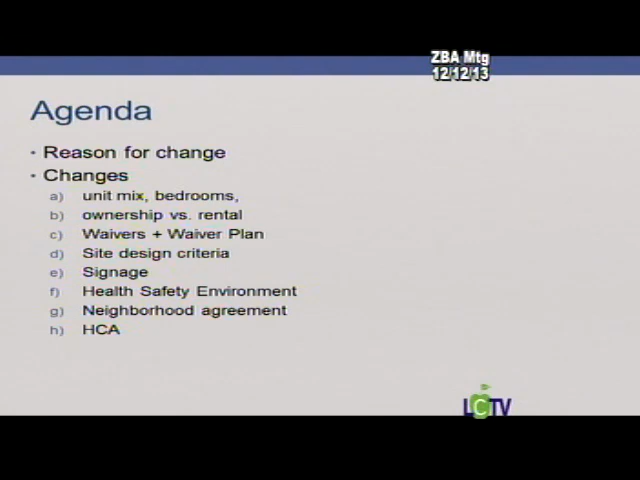 ZBA Mtg
12/12/13
Agenda
• Reason for change
• Changes
a) unit mix, bedrooms,
b) ownership vs. rental
c) Waivers + Waiver Plan
d) Site design criteria
e) Signage
f) Health Safety Environment
g) Neighborhood agreement
h) HCA
LCTV